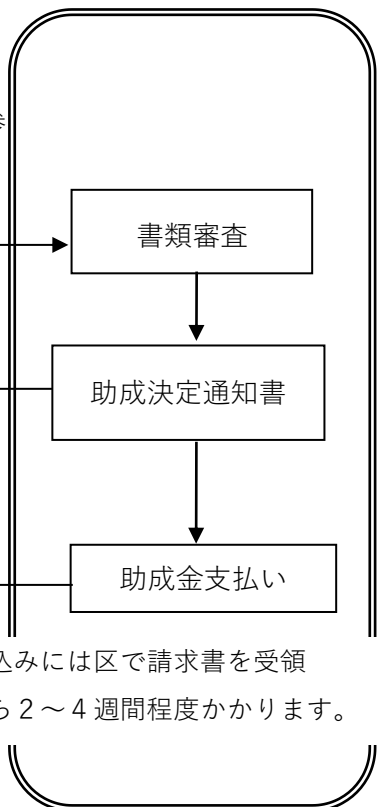 書類審査
助成決定通知書
助成金支払い
込みには区で請求書を受領
ら２～４週間程度かかります。